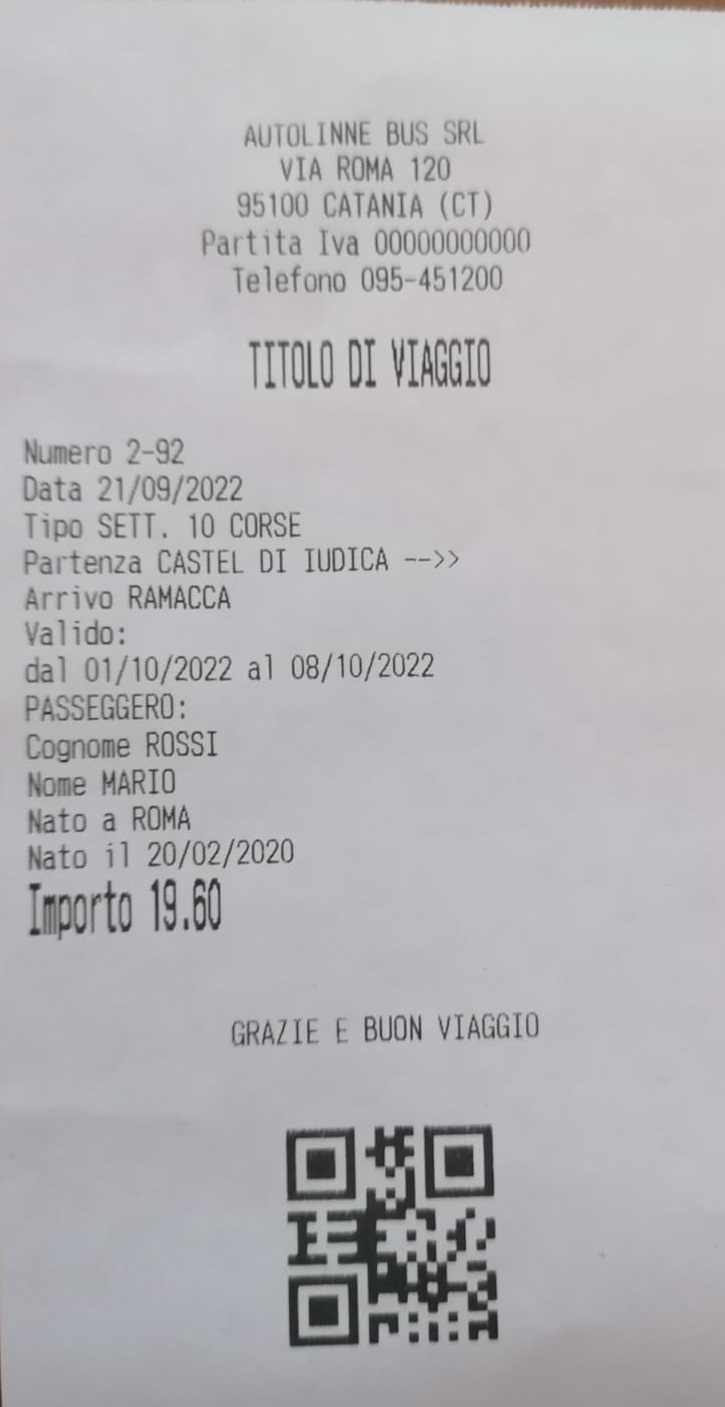 AUTOLINNE BUS SRL
VIA ROMA 120
95100 CATANIA (CT)
Partita Iva 00000000000
Telefono 095-451200
TITOLO DI VIAGGIO
Numero 2-92
Data 21/09/2022
Tipo SETT. 10 CORSE
Partenza CASTEL DI IUDICA -->>
Arrivo RAMACCA
Valido:
dal 01/10/2022 al 08/10/2022
PASSEGGERO:
Cognome ROSSI
Nome MARIO
Nato a ROMA
Nato il 20/02/2020
Importo 19.60
GRAZIE E BUON VIAGGIO